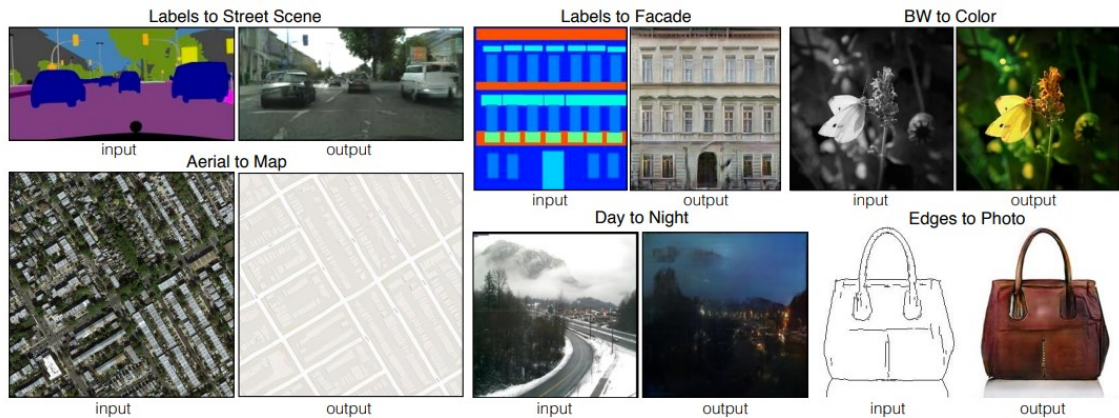 Labels to Street Scene
input
output
Aerial to Map
input
output
Labels to Facade
input
output
BW to Color
input
output
Day to Night
input
output
Edges to Photo
input
output